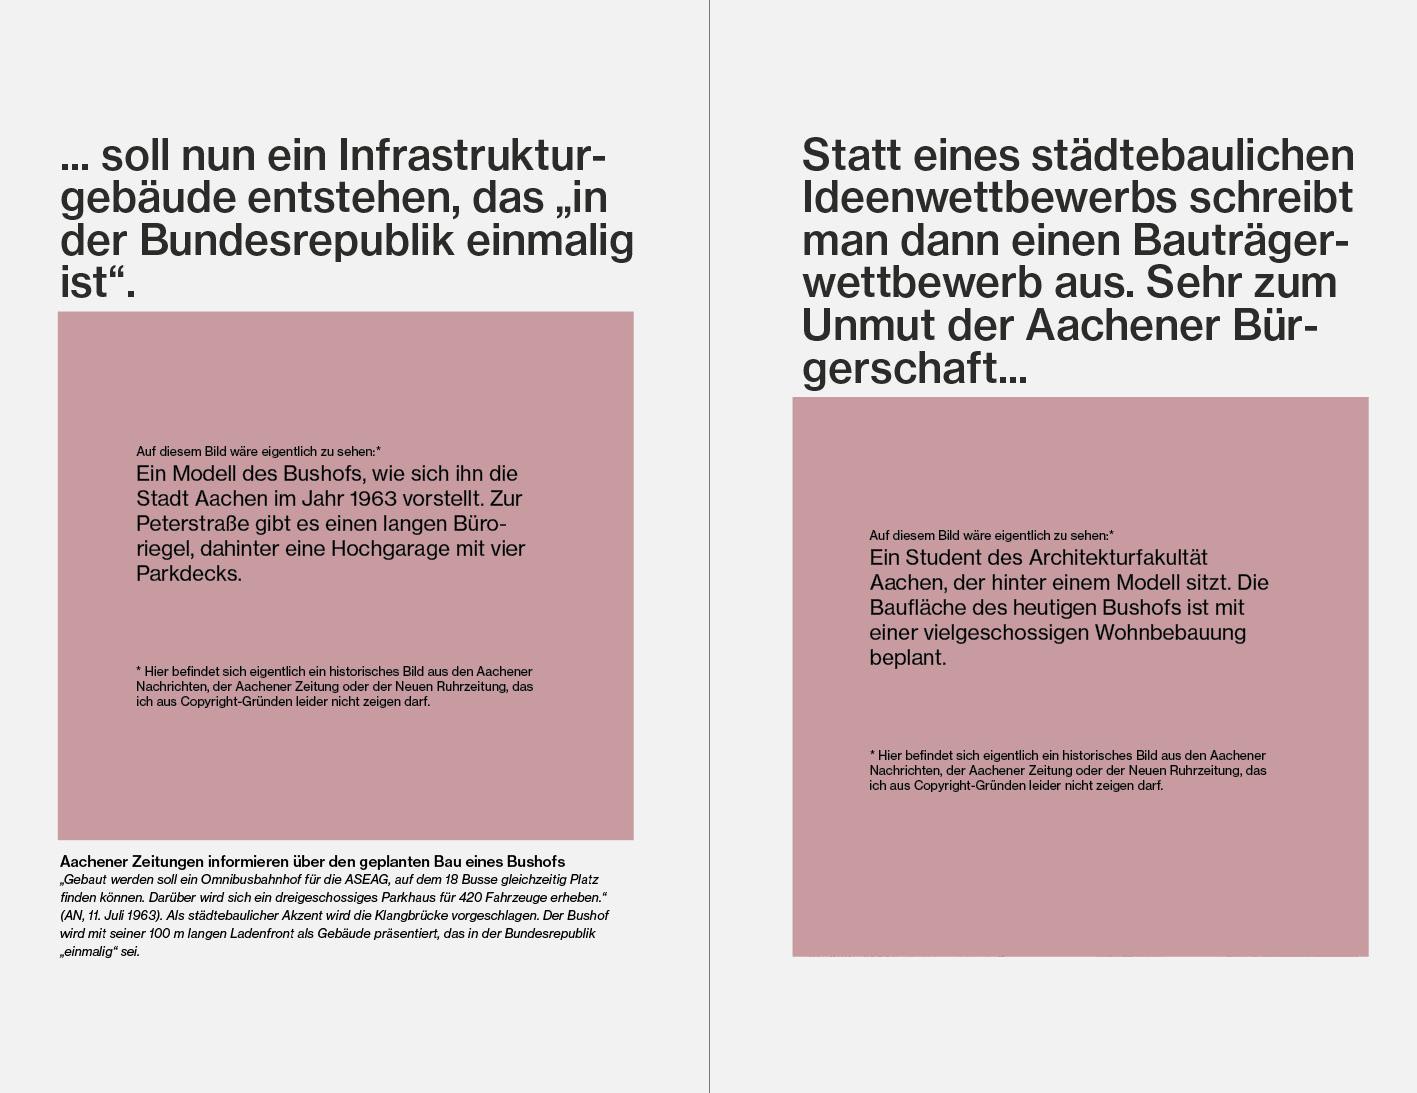 ... soll nun ein Infrastruktur-
gebäude entstehen, das „in
der Bundesrepublik einmalig
ist“.
Auf diesem Bild wäre eigentlich zu sehen:*
Ein Modell des Bushofs, wie sich ihn die
Stadt Aachen im Jahr 1963 vorstellt. Zur
Peterstraße gibt es einen langen Büro-
riegel, dahinter eine Hochgarage mit vier
Parkdecks.
* Hier befindet sich eigentlich ein historisches Bild aus den Aachener
Nachrichten, der Aachener Zeitung oder der Neuen Ruhrzeitung, das
ich aus Copyright-Gründen leider nicht zeigen darf.
Aachener Zeitungen informieren über den geplanten Bau eines Bushofs
„Gebaut werden soll ein Omnibusbahnhof für die ASEAG, auf dem 18 Busse gleichzeitig Platz
finden können. Darüber wird sich ein dreigeschossiges Parkhaus für 420 Fahrzeuge erheben.“
(AN, 11. Juli 1963). Als städtebaulicher Akzent wird die Klangbrücke vorgeschlagen. Der Bushof
wird mit seiner 100 m langen Ladenfront als Gebäude präsentiert, das in der Bundesrepublik
„einmalig“ sei.
Statt eines städtebaulichen
Ideenwettbewerbs schreibt
man dann einen Bauträger-
wettbewerb aus. Sehr zum
Unmut der Aachener Bür-
gerschaft...
Auf diesem Bild wäre eigentlich zu sehen:*
Ein Student des Architekturfakultät
Aachen, der hinter einem Modell sitzt. Die
Baufläche des heutigen Bushofs ist mit
einer vielgeschossigen Wohnbebauung
beplant.
* Hier befindet sich eigentlich ein historisches Bild aus den Aachener
Nachrichten, der Aachener Zeitung oder der Neuen Ruhrzeitung, das
ich aus Copyright-Gründen leider nicht zeigen darf.